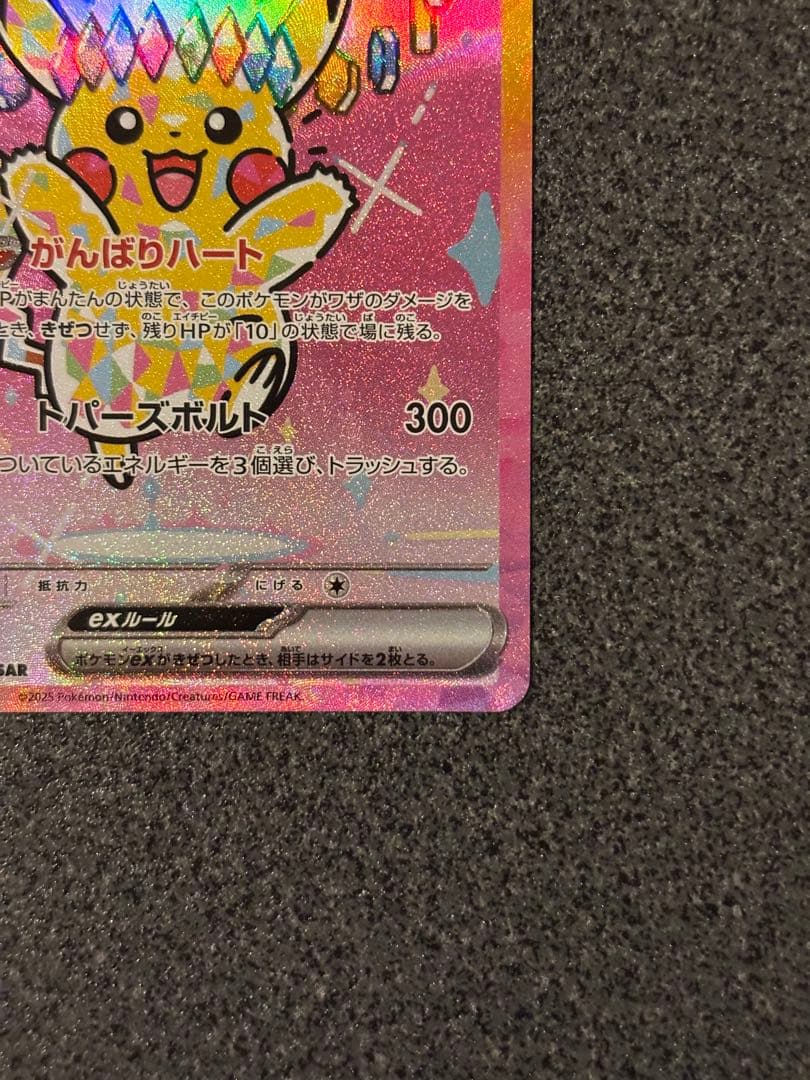 がんばりハート
Pがまんたんの状態で、このポケモンがワザのダメージを
とき、きぜつせず、残りHPが「10」の状態で場に残る。
トパーズボルト 300
ついているエネルギーを3個選び、トラッシュする。
抵抗力 にげる
exルール
ポケモンexがきぜつしたとき、相手はサイドを2枚とる。
SAR
©2025 Pokémon/Nintendo/Creatures/GAME FREAK.